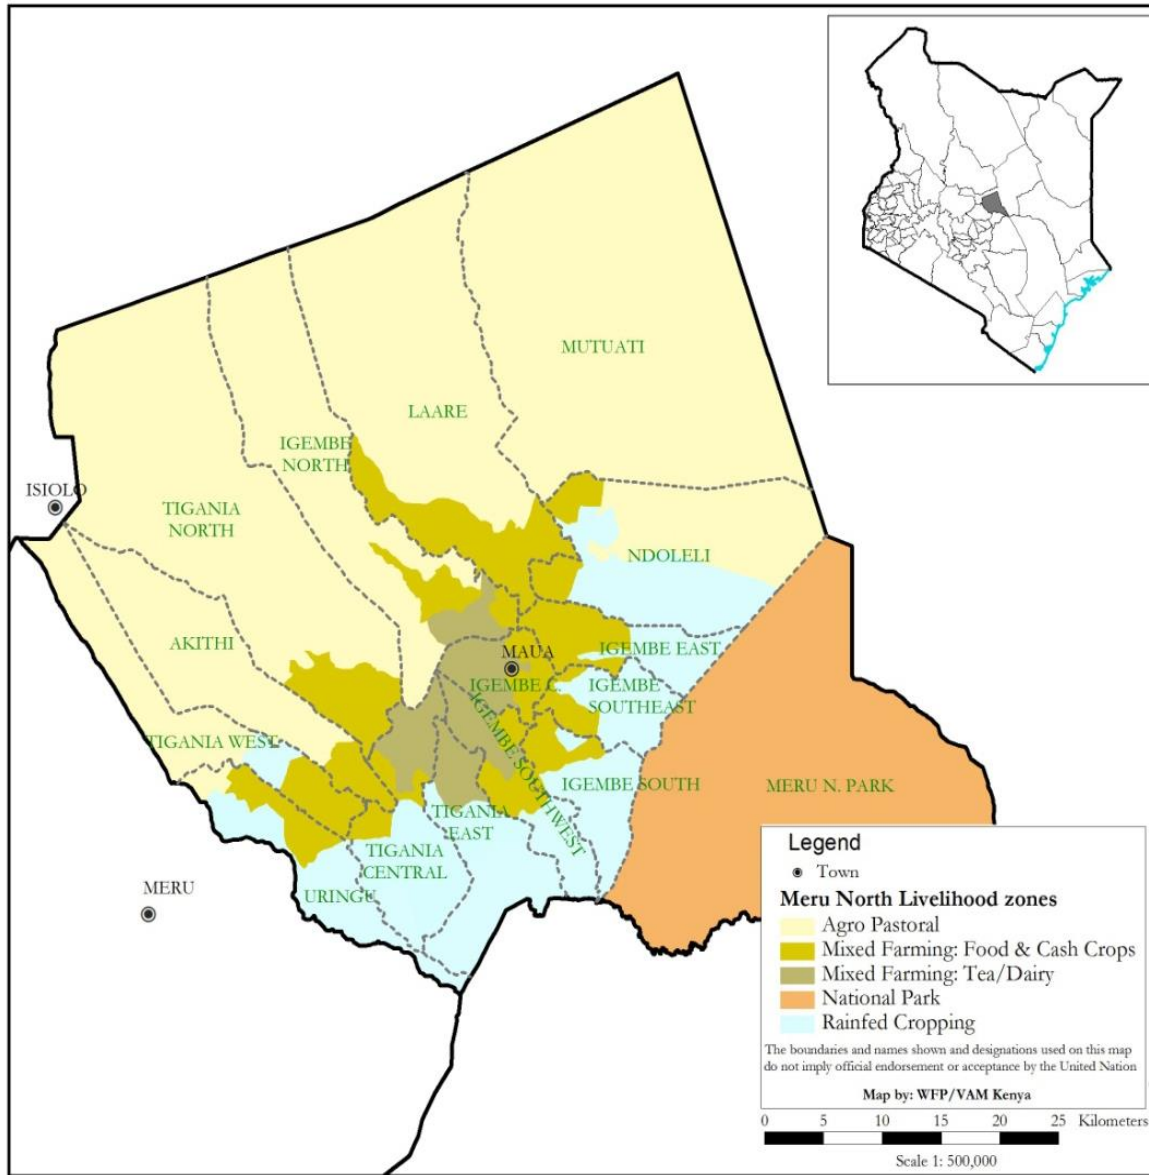 MUTUATI
LAARE
IGEMBE
NORTH
ISIOLO
TIGANIA
NORTH
NDOLELI
AKITHI
MAUA
IGEMBE EAST
IGEMBE C.
IGEMBE
SOUTHEAST
TIGANIA WEST
IGEMBE SOUTHWEST
IGEMBE SOUTH
MERU N. PARK
TIGANIA
EAST
TIGANIA
CENTRAL
URINGU
MERU
Legend
Town
Meru North Livelihood zones
Agro Pastoral
Mixed Farming: Food & Cash Crops
Mixed Farming: Tea/Dairy
National Park
Rainfed Cropping
The boundaries and names shown and designations used on this map
do not imply official endorsement or acceptance by the United Nation
Map by: WFP/VAM Kenya
0 5 10 15 20 25 Kilometers
Scale 1: 500,000